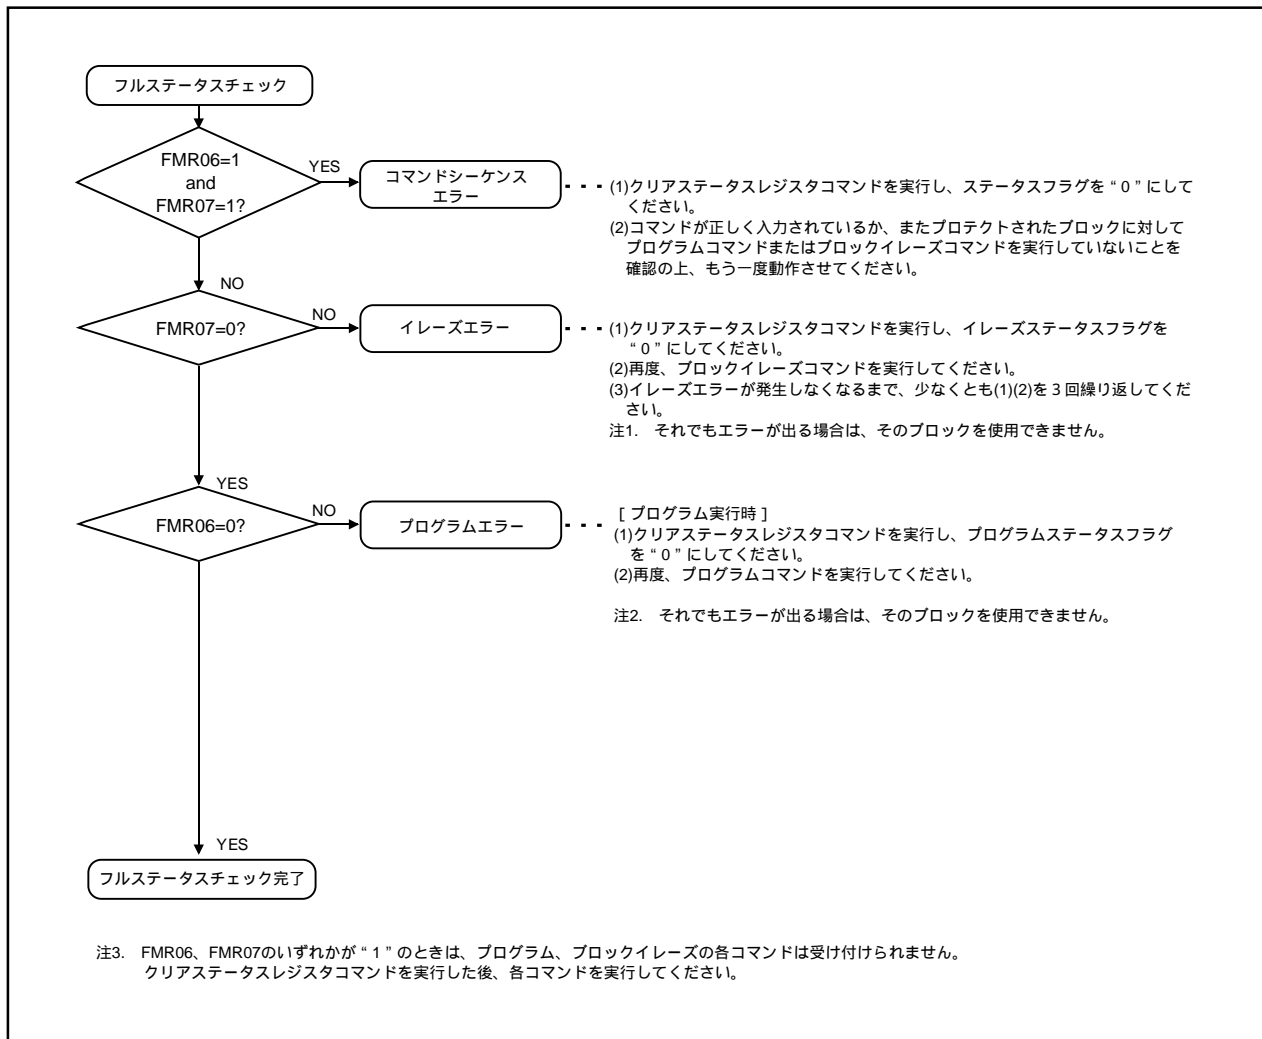 フルステータスチェック
FMR06=1
and
FMR07=1?
YES
コマンドシーケンス
エラー
(1)クリアステータスレジスタコマンドを実行し、ステータスフラグを“0”にして
ください。
(2)コマンドが正しく入力されているか、またプロテクトされたブロックに対して
プログラムコマンドまたはブロックイレーズコマンドを実行していないことを
確認の上、もう一度動作させてください。
NO
FMR07=0?
NO
イレーズエラー
(1)クリアステータスレジスタコマンドを実行し、イレーズステータスフラグを
“0”にしてください。
(2)再度、ブロックイレーズコマンドを実行してください。
(3)イレーズエラーが発生しなくなるまで、少なくとも(1)(2)を3回繰り返してくだ
さい。
注1. それでもエラーが出る場合は、そのブロックを使用できません。
YES
FMR06=0?
NO
プログラムエラー
[プログラム実行時]
(1)クリアステータスレジスタコマンドを実行し、プログラムステータスフラグ
を“0”にしてください。
(2)再度、プログラムコマンドを実行してください。
注2. それでもエラーが出る場合は、そのブロックを使用できません。
YES
フルステータスチェック完了
注3. FMR06、FMR07のいずれかが“1”のときは、プログラム、ブロックイレーズの各コマンドは受け付けられません。
クリアステータスレジスタコマンドを実行した後、各コマンドを実行してください。